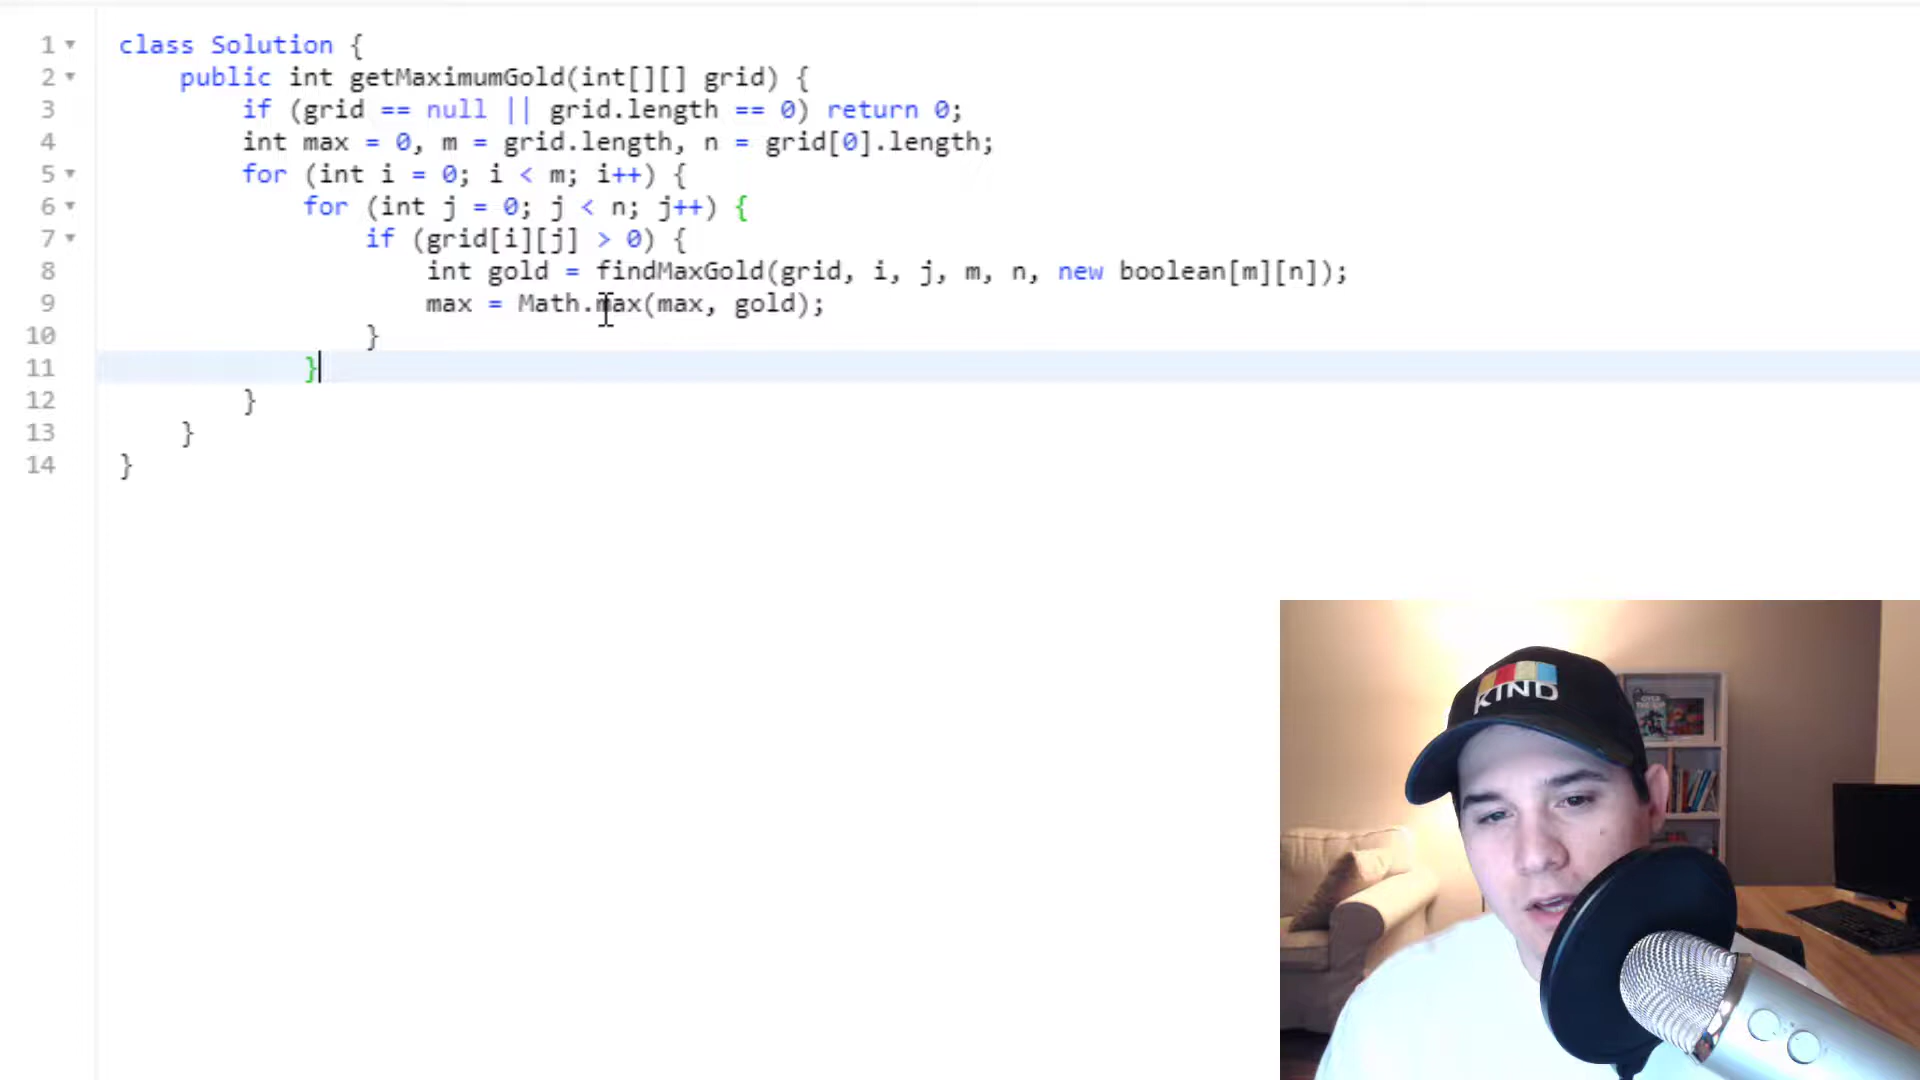 1 class Solution {
2 public int getMaximumGold(int[][] grid) {
3 if (grid == null || grid.length == 0) return 0;
4 int max = 0, m = grid.length, n = grid[0].length;
5 for (int i = 0; i < m; i++) {
6 for (int j = 0; j < n; j++) {
7 if (grid[i][j] > 0) {
8 int gold = findMaxGold(grid, i, j, m, n, new boolean[m][n]);
9 max = Math.max(max, gold);
10 }
11 }
12 }
13 }
14 }
KIND
OVER
THE TOP